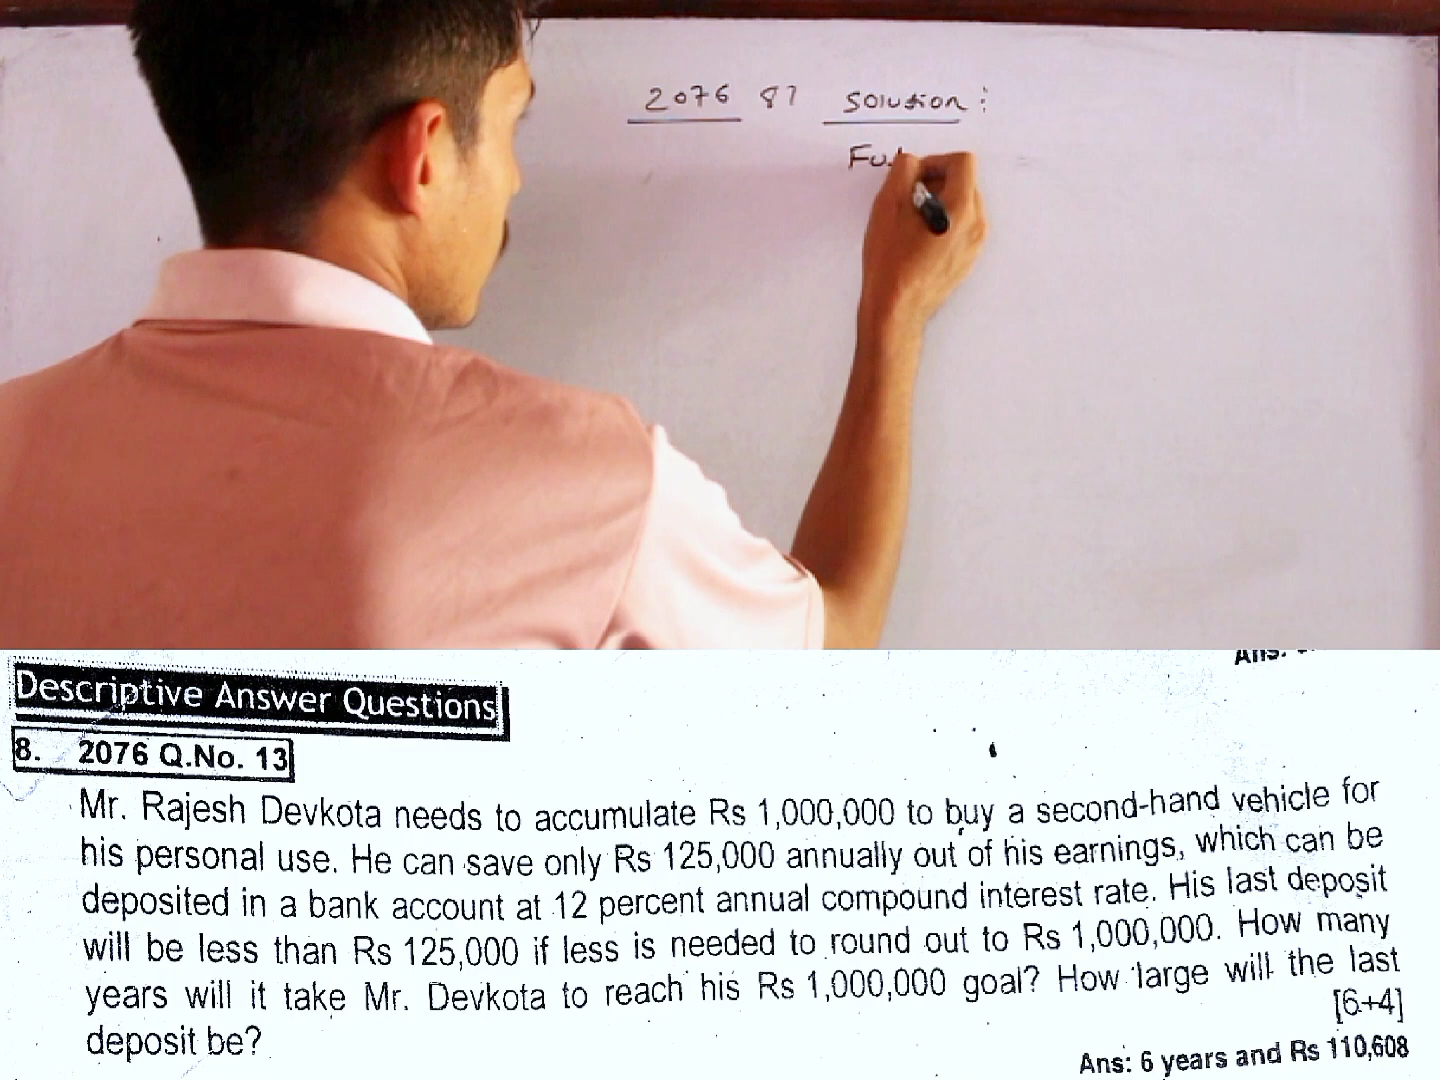 2076 87 Solution :
Fut
Descriptive Answer Questions
8. 2076 Q.No. 13
Mr. Rajesh Devkota needs to accumulate Rs 1,000,000 to buy a second-hand vehicle for
his personal use. He can save only Rs 125,000 annually out of his earnings, which can be
deposited in a bank account at 12 percent annual compound interest rate. His last deposit
will be less than Rs 125,000 if less is needed to round out to Rs 1,000,000. How many
years will it take Mr. Devkota to reach his Rs 1,000,000 goal? How large will the last
deposit be?
[6+4]
Ans: 6 years and Rs 110,608